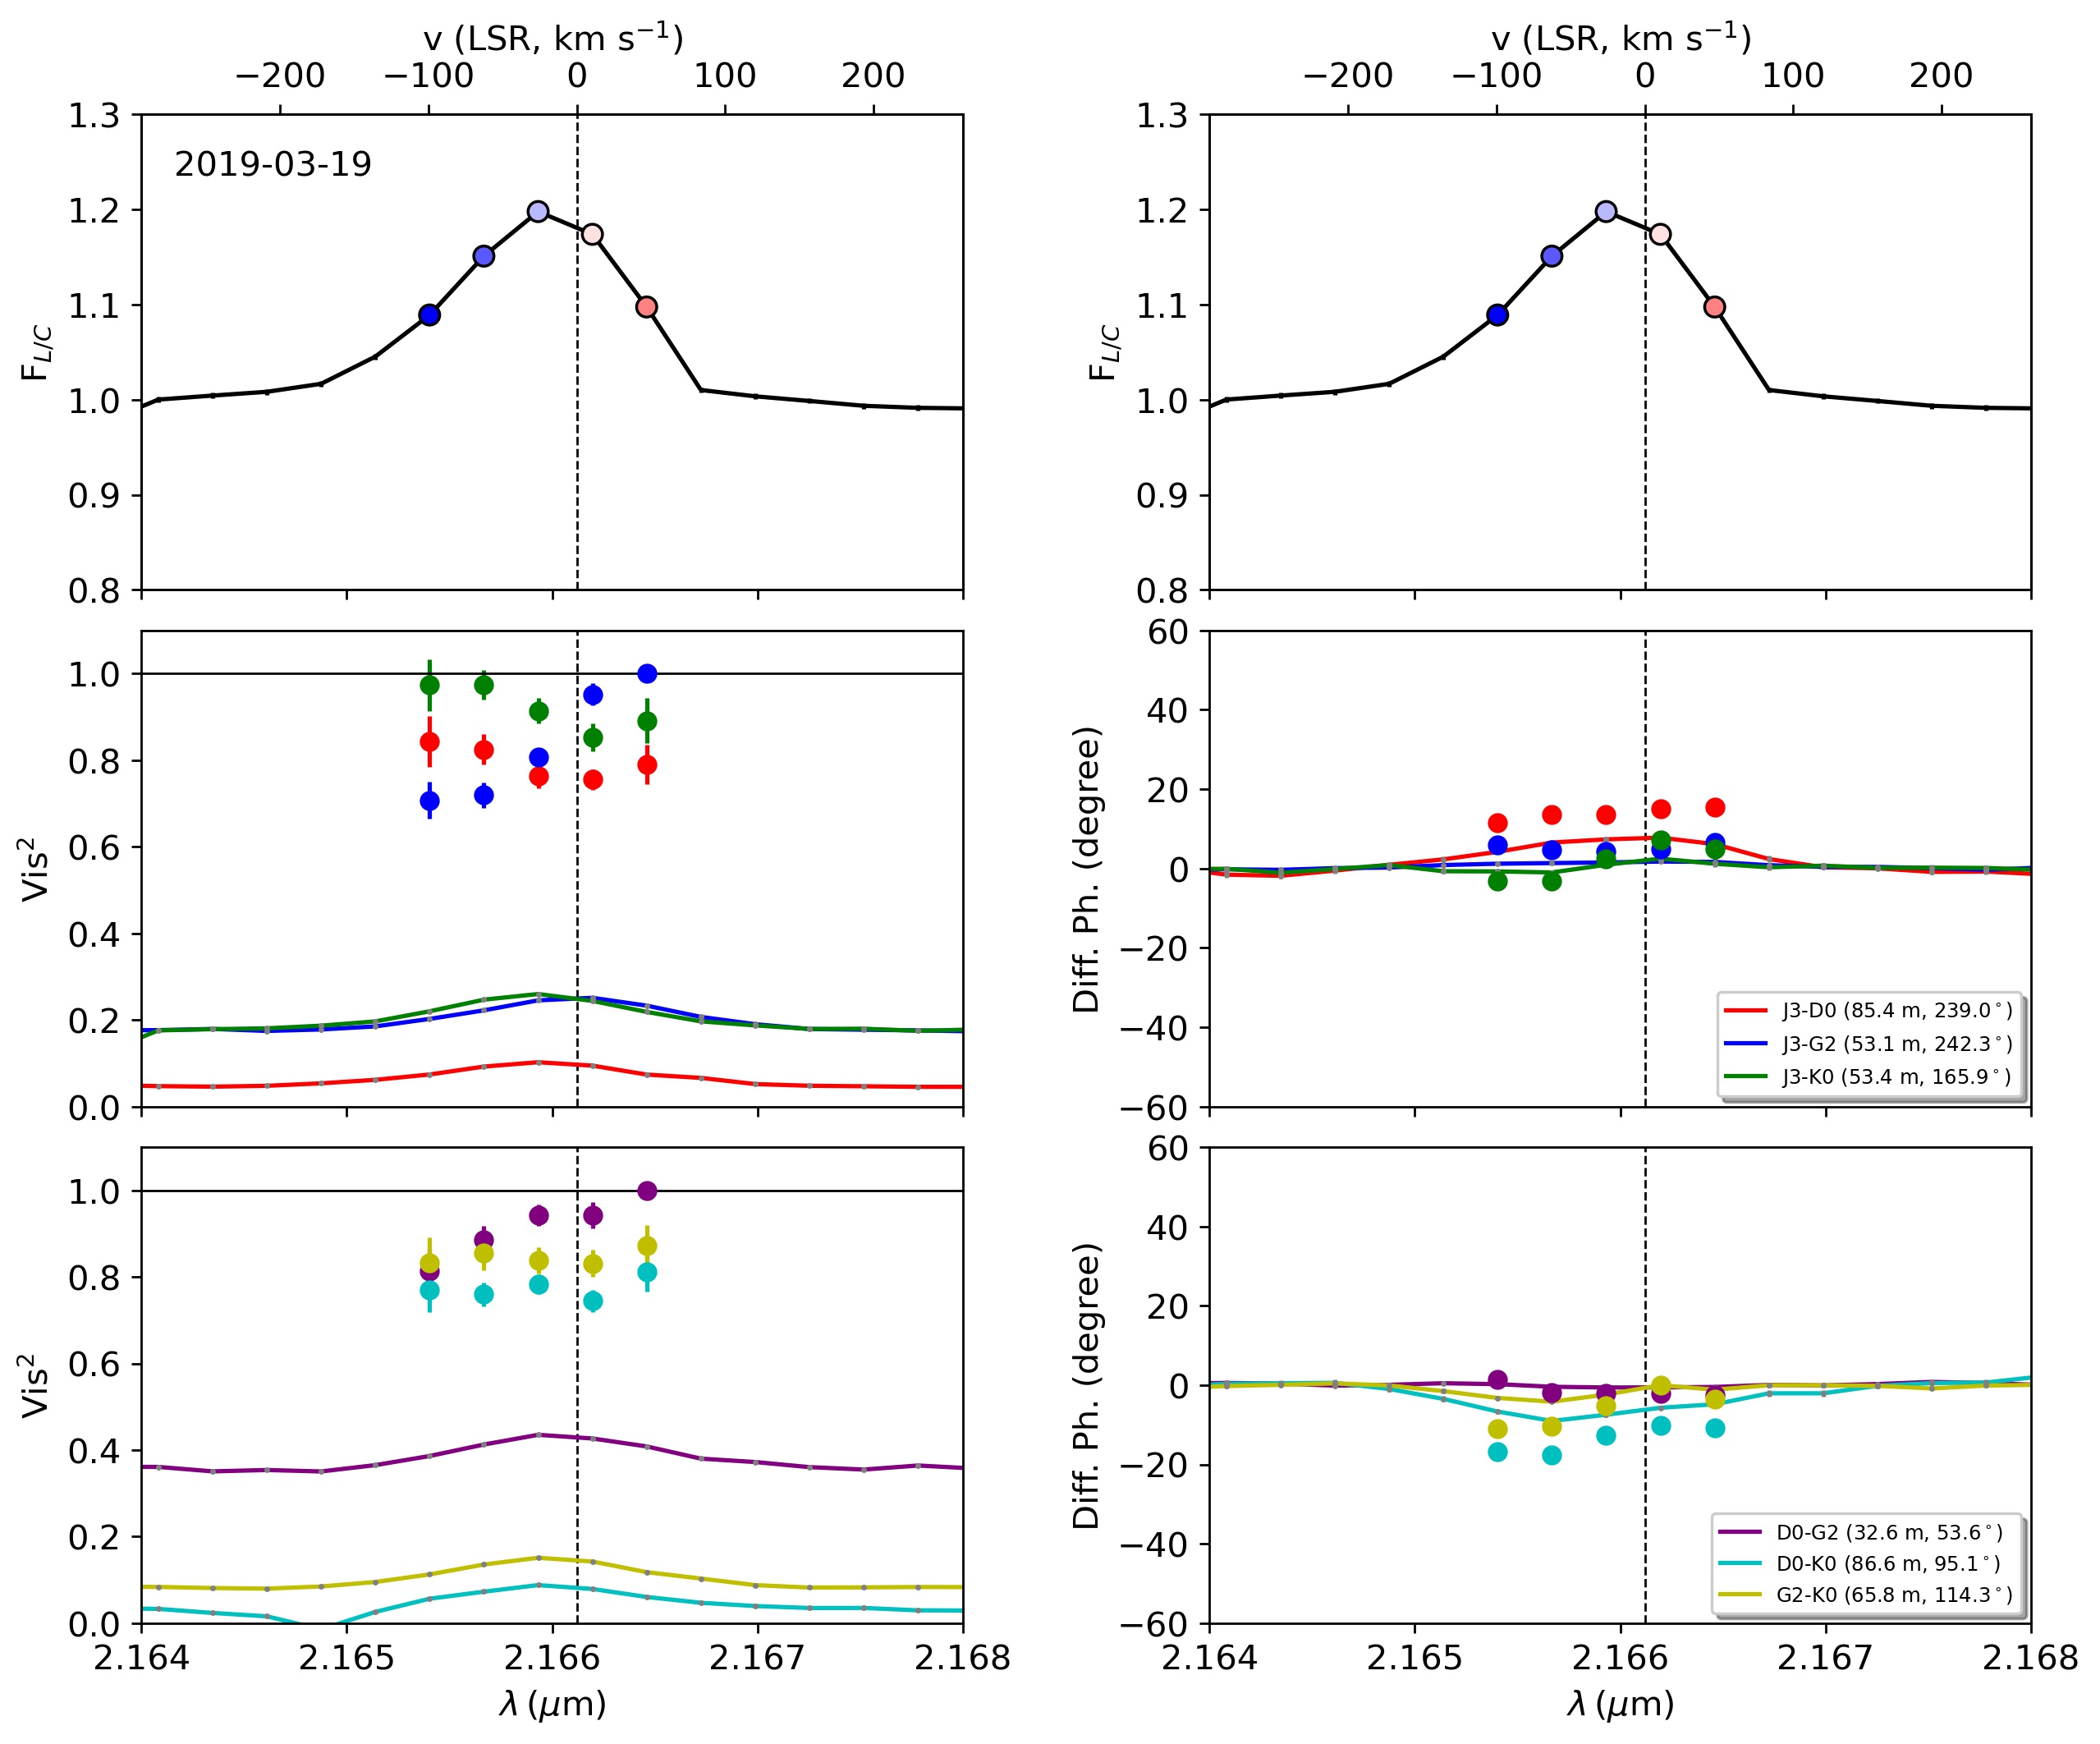 v (LSR, km s⁻¹)
−200 −100 0 100 200
1.3
1.2
1.1
1.0
0.9
0.8
F_L/C
2019-03-19
v (LSR, km s⁻¹)
−200 −100 0 100 200
1.3
1.2
1.1
1.0
0.9
0.8
F_L/C
1.0
0.8
0.6
0.4
0.2
0.0
Vis²
60
40
20
0
−20
−40
−60
Diff. Ph. (degree)
J3-D0 (85.4 m, 239.0°)
J3-G2 (53.1 m, 242.3°)
J3-K0 (53.4 m, 165.9°)
1.0
0.8
0.6
0.4
0.2
0.0
Vis²
2.164 2.165 2.166 2.167 2.168
λ (μm)
60
40
20
0
−20
−40
−60
Diff. Ph. (degree)
D0-G2 (32.6 m, 53.6°)
D0-K0 (86.6 m, 95.1°)
G2-K0 (65.8 m, 114.3°)
2.164 2.165 2.166 2.167 2.168
λ (μm)